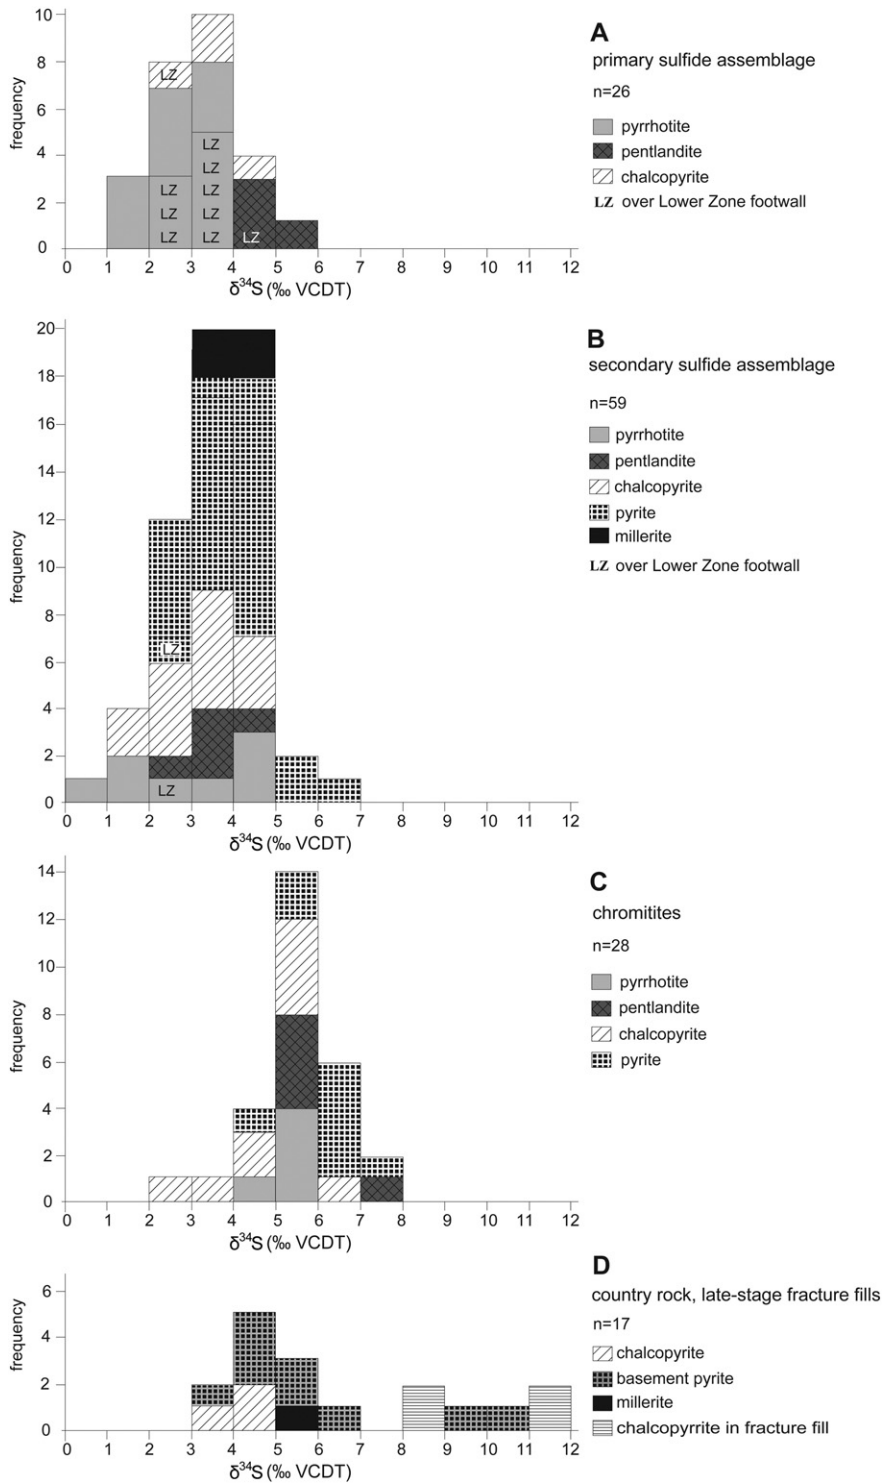 10
8
6
4
2
0
frequency
LZ
LZ
LZ
LZ
LZ
LZ
LZ
LZ
LZ
LZ
0 1 2 3 4 5 6 7 8 9 10 11 12
δ³⁴S (‰ VCDT)
A
primary sulfide assemblage
n=26
pyrrhotite
pentlandite
chalcopyrite
LZ over Lower Zone footwall
20
18
16
14
12
10
8
6
4
2
0
frequency
LZ
LZ
0 1 2 3 4 5 6 7 8 9 10 11 12
δ³⁴S (‰ VCDT)
B
secondary sulfide assemblage
n=59
pyrrhotite
pentlandite
chalcopyrite
pyrite
millerite
LZ over Lower Zone footwall
14
12
10
8
6
4
2
0
frequency
0 1 2 3 4 5 6 7 8 9 10 11 12
δ³⁴S (‰ VCDT)
C
chromitites
n=28
pyrrhotite
pentlandite
chalcopyrite
pyrite
6
4
2
0
frequency
0 1 2 3 4 5 6 7 8 9 10 11 12
δ³⁴S (‰ VCDT)
D
country rock, late-stage fracture fills
n=17
chalcopyrite
basement pyrite
millerite
chalcopyrrite in fracture fill